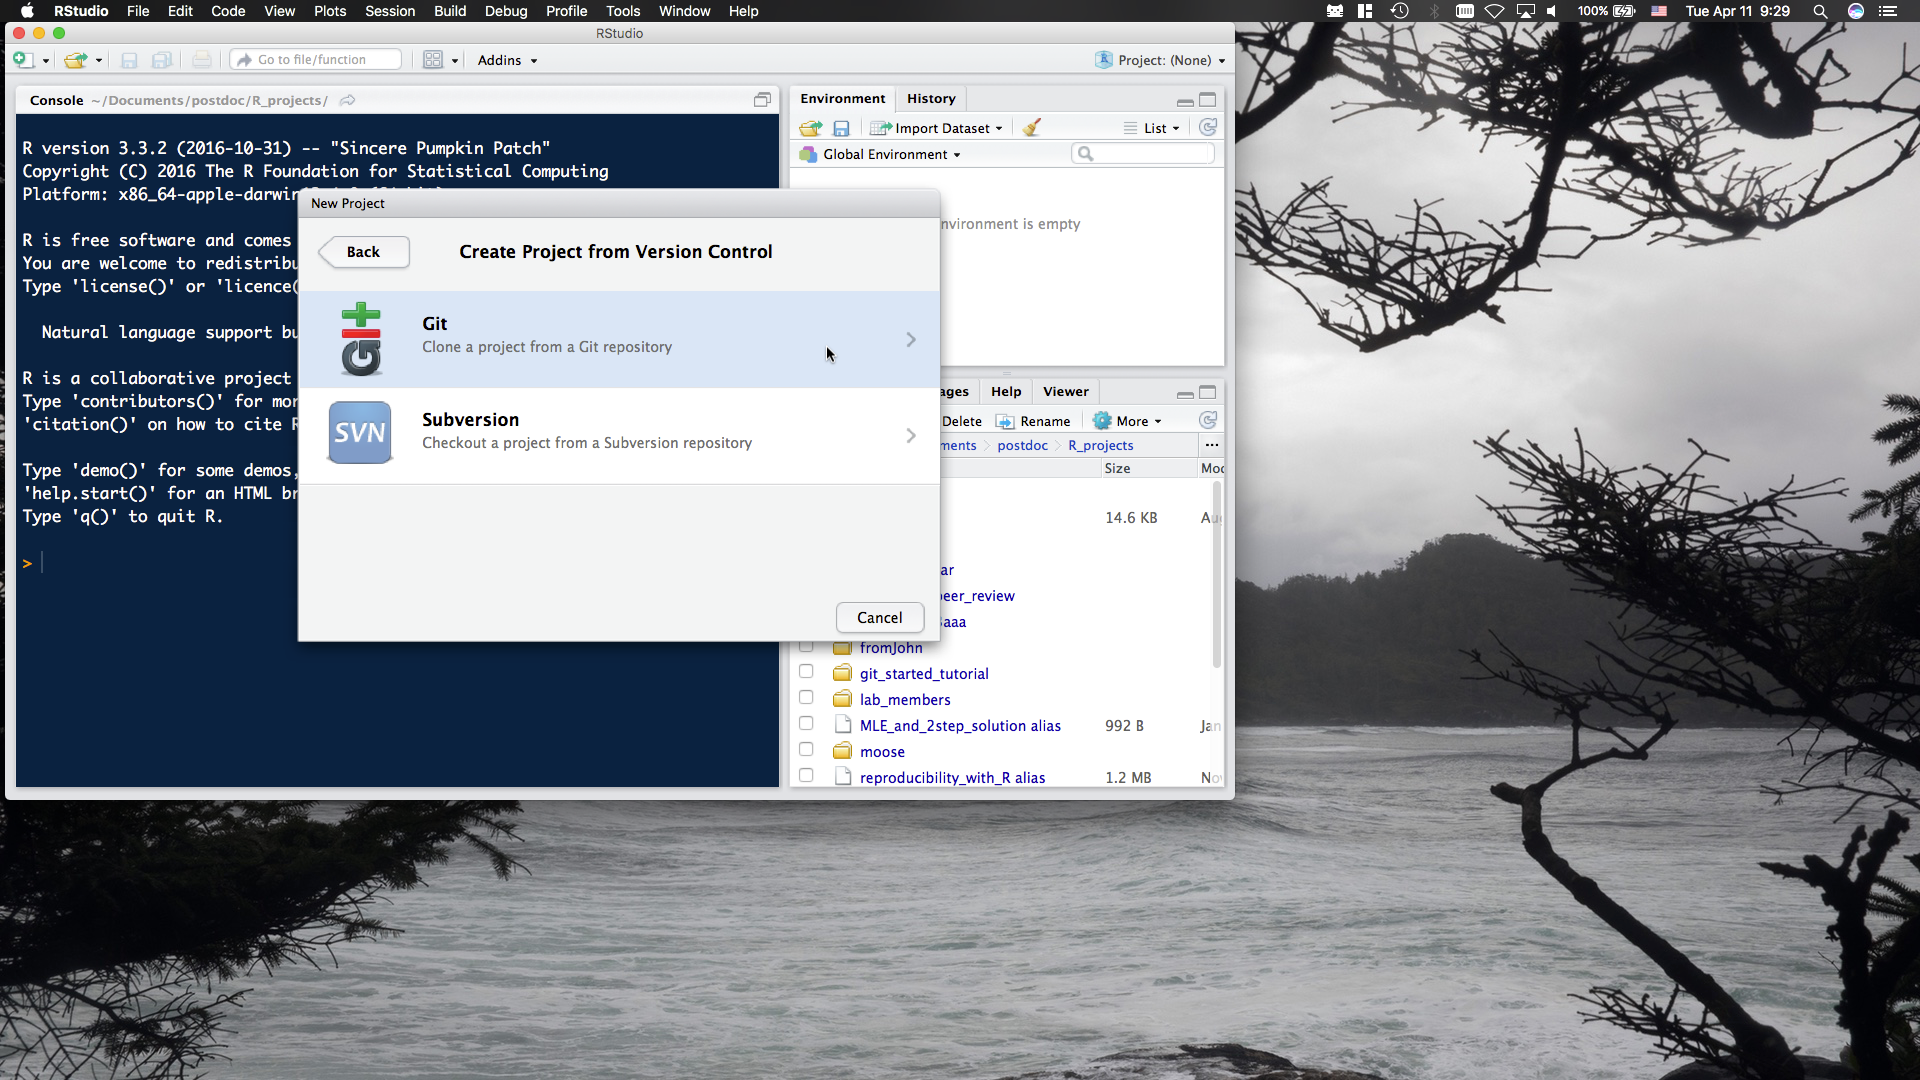 RStudio File Edit Code View Plots Session Build Debug Profile Tools Window Help
100% Tue Apr 11 9:29
RStudio
Go to file/function
Addins
Project: (None)
Console ~/Documents/postdoc/R_projects/
R version 3.3.2 (2016-10-31) -- "Sincere Pumpkin Patch"
Copyright (C) 2016 The R Foundation for Statistical Computing
Platform: x86_64-apple-darwin
R is free software and comes
You are welcome to redistribu
Type 'license()' or 'licence(
Natural language support bu
R is a collaborative project
Type 'contributors()' for mor
'citation()' on how to cite R
Type 'demo()' for some demos,
'help.start()' for an HTML br
Type 'q()' to quit R.
>
New Project
Back
Create Project from Version Control
Git
Clone a project from a Git repository
SVN
Subversion
Checkout a project from a Subversion repository
Cancel
Environment History
Import Dataset
List
Global Environment
nvironment is empty
ages Help Viewer
Delete Rename More
ments postdoc R_projects ...
Size Mod
14.6 KB Au
ar
eer_review
aaa
fromJohn
git_started_tutorial
lab_members
MLE_and_2step_solution alias 992 B Jan
moose
reproducibility_with_R alias 1.2 MB No